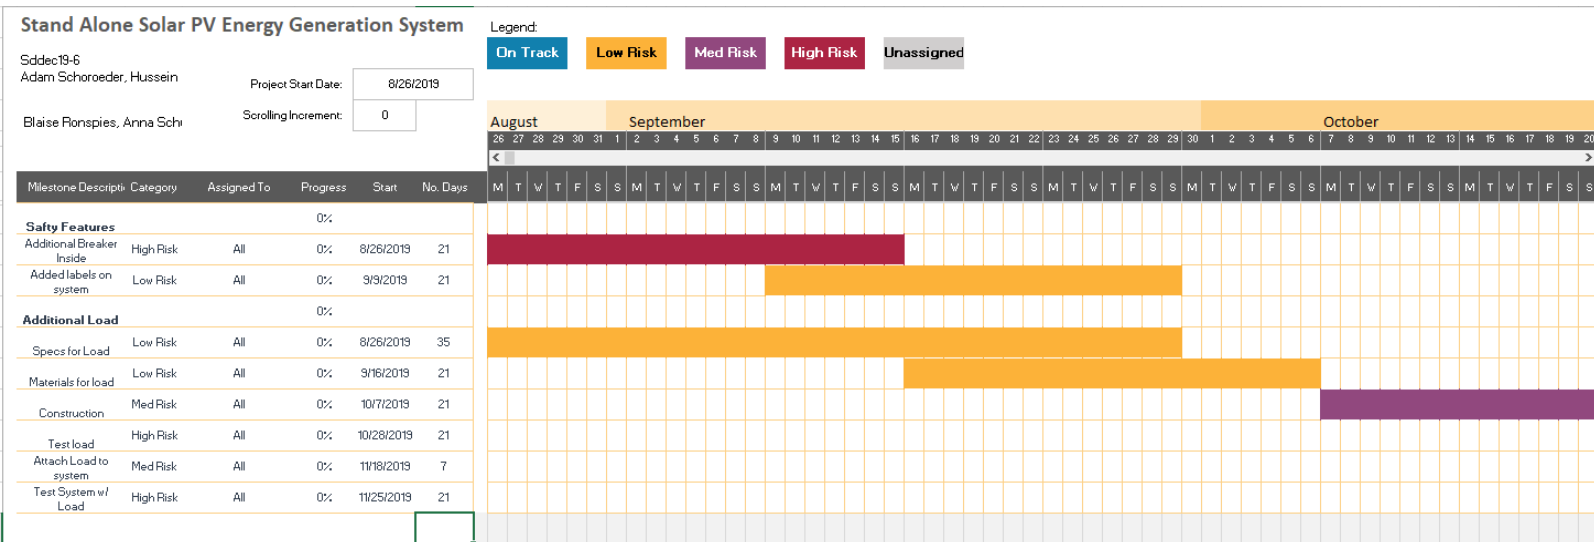 Stand Alone Solar PV Energy Generation System
Legend:
On Track Low Risk Med Risk High Risk Unassigned
Sddec19-6
Adam Schoroeder, Hussein
Project Start Date: 8/26/2019
Scrolling Increment: 0
Blaise Ronspies, Anna Sch
August September October
26 27 28 29 30 31 1 2 3 4 5 6 7 8 9 10 11 12 13 14 15 16 17 18 19 20 21 22 23 24 25 26 27 28 29 30 1 2 3 4 5 6 7 8 9 10 11 12 13 14 15 16 17 18 19 20
Milestone Descripti Category Assigned To Progress Start No. Days M T W T F S S M T W T F S S M T W T F S S M T W T F S S M T W T F S S M T W T F S S M T W T F S S M T W T F S S
0%
Safty Features
Additional Breaker
Inside
High Risk All 0% 8/26/2019 21
Added labels on
system
Low Risk All 0% 9/9/2019 21
0%
Additional Load
Specs for Load Low Risk All 0% 8/26/2019 35
Materials for load Low Risk All 0% 9/16/2019 21
Construction Med Risk All 0% 10/7/2019 21
Test load High Risk All 0% 10/28/2019 21
Attach Load to
system
Med Risk All 0% 11/18/2019 7
Test System w/
Load
High Risk All 0% 11/25/2019 21